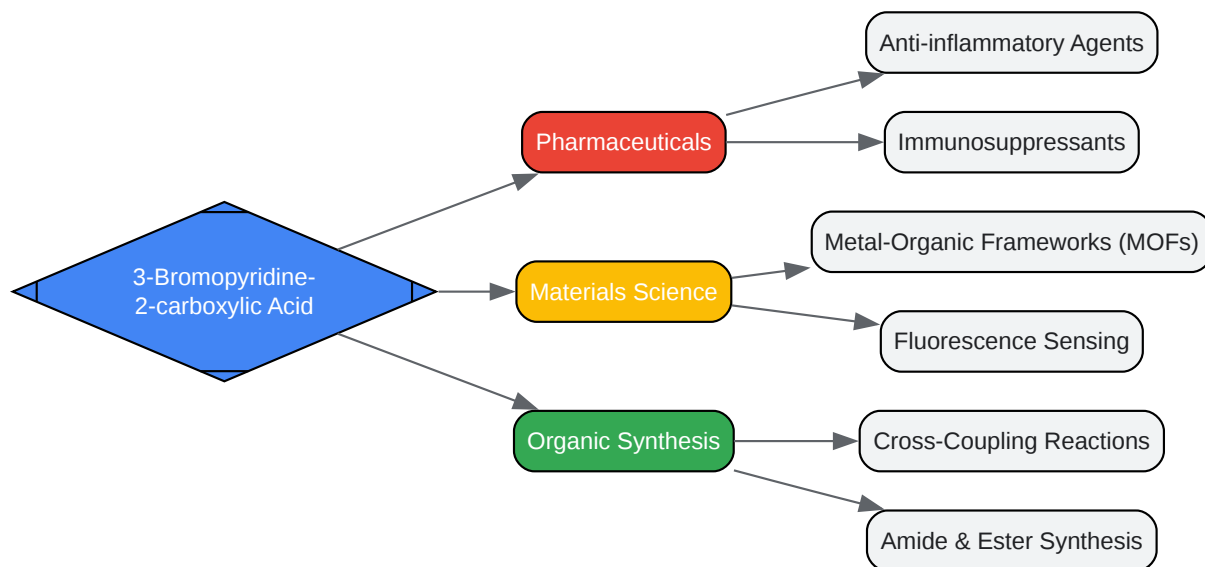 Anti-inflammatory Agents
Pharmaceuticals
Immunosuppressants
3-Bromopyridine-
2-carboxylic Acid
Metal-Organic Frameworks (MOFs)
Materials Science
Fluorescence Sensing
Organic Synthesis
Cross-Coupling Reactions
Amide & Ester Synthesis